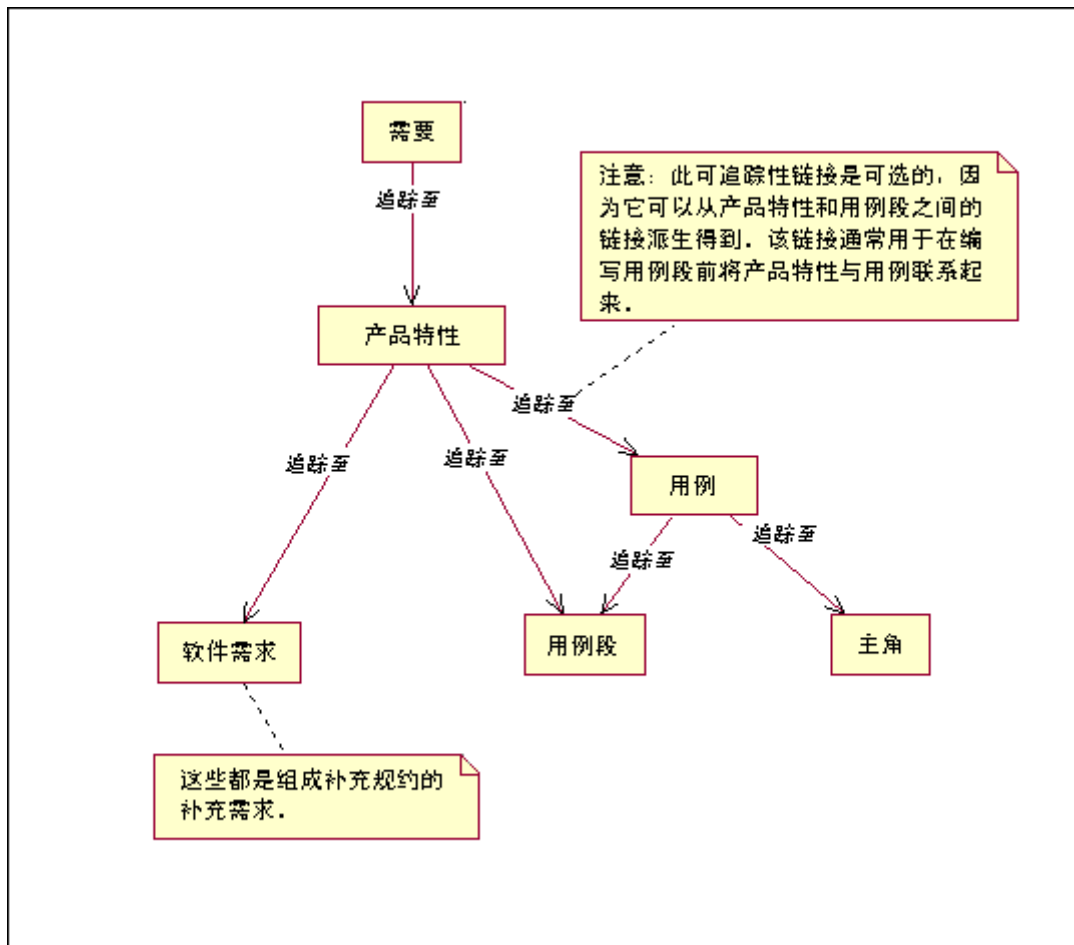 需要
追踪至
注意：此可追踪性链接是可选的，因
为它可以从产品特性和用例段之间的
链接派生得到．该链接通常用于在编
写用例段前将产品特性与用例联系起
来．
产品特性
追踪至
追踪至
追踪至
用例
追踪至
追踪至
软件需求
用例段
主角
这些都是组成补充规约的
补充需求．